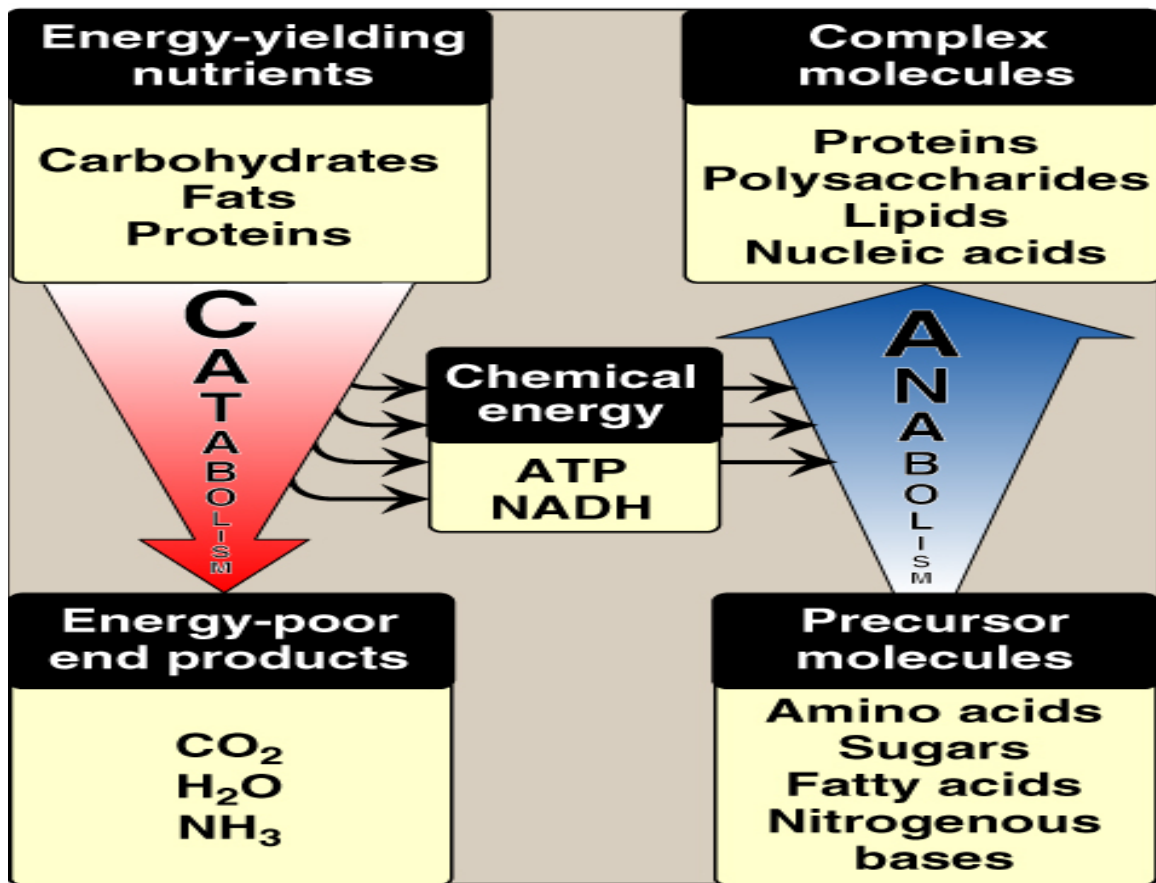 Energy-yielding
nutrients
Carbohydrates
Fats
Proteins
Complex
molecules
Proteins
Polysaccharides
Lipids
Nucleic acids
CATABOLISM
Chemical
energy
ATP
NADH
ANABOLISM
Energy-poor
end products
CO₂
H₂O
NH₃
Precursor
molecules
Amino acids
Sugars
Fatty acids
Nitrogenous
bases